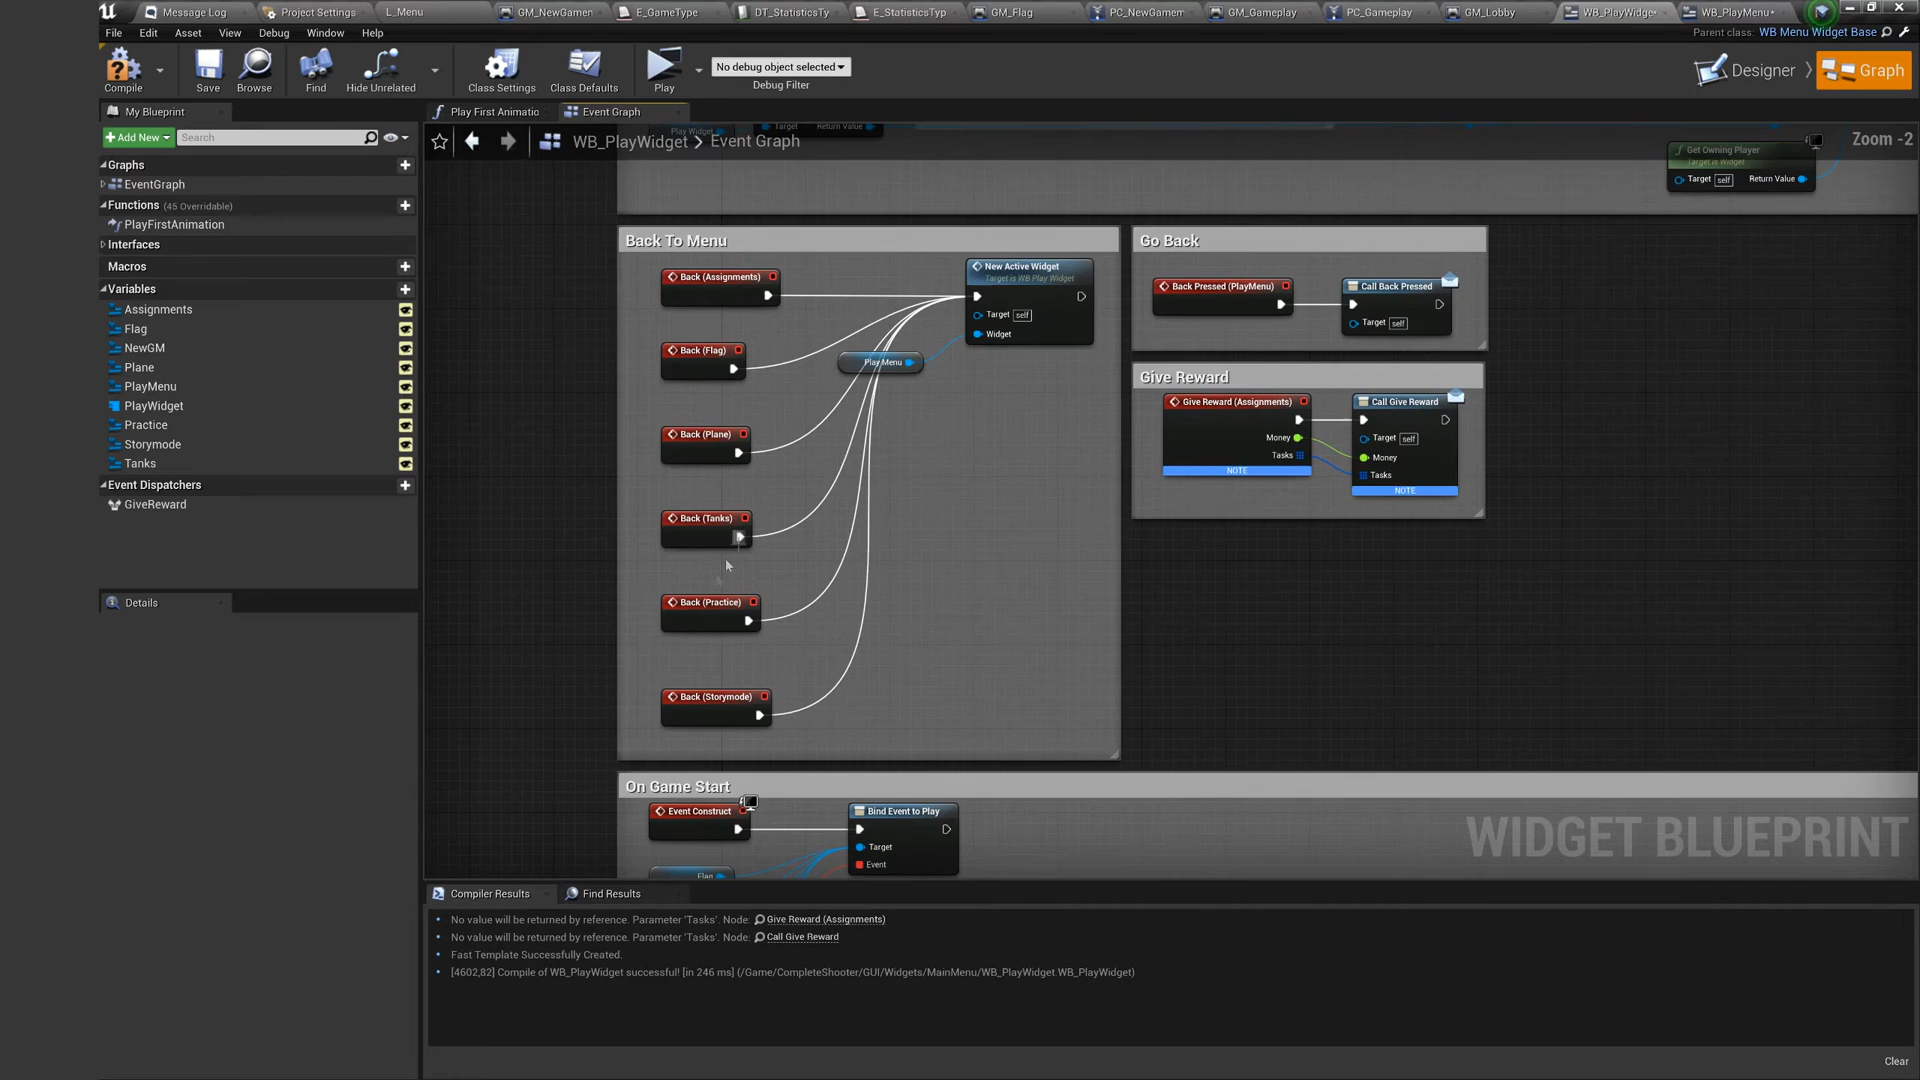 Message Log
Project Settings
L_Menu
GM_NewGamen
E_GameType
DT_StatisticsTy
E_StatisticsTyp
GM_Flag
PC_NewGamem
GM_Gameplay
PC_Gameplay
GM_Lobby
WB_PlayWidge•
WB_PlayMenu•
File Edit Asset View Debug Window Help
Parent class: WB Menu Widget Base
Compile
Save
Browse
Find
Hide Unrelated
Class Settings
Class Defaults
Play
No debug object selected
Debug Filter
Designer
Graph
My Blueprint
Play First Animatic
Event Graph
+Add New
Search
WB_PlayWidget > Event Graph
Zoom -2
Graphs
EventGraph
Functions (45 Overridable)
PlayFirstAnimation
Interfaces
Macros
Variables
Assignments
Flag
NewGM
Plane
PlayMenu
PlayWidget
Practice
Storymode
Tanks
Event Dispatchers
GiveReward
Details
Play Widget
Target
Return Value
Get Owning Player
Target is Widget
Target self
Return Value
Back To Menu
Back (Assignments)
Back (Flag)
Back (Plane)
Back (Tanks)
Back (Practice)
Back (Storymode)
Play Menu
New Active Widget
Target is WB Play Widget
Target self
Widget
Go Back
Back Pressed (PlayMenu)
Call Back Pressed
Target self
Give Reward
Give Reward (Assignments)
Money
Tasks
NOTE
Call Give Reward
Target self
Money
Tasks
NOTE
On Game Start
Event Construct
Bind Event to Play
Target
Event
Flag
WIDGET BLUEPRINT
Compiler Results
Find Results
No value will be returned by reference. Parameter 'Tasks'. Node: Give Reward (Assignments)
No value will be returned by reference. Parameter 'Tasks'. Node: Call Give Reward
Fast Template Successfully Created.
[4602,82] Compile of WB_PlayWidget successful! [in 246 ms] (/Game/CompleteShooter/GUI/Widgets/MainMenu/WB_PlayWidget.WB_PlayWidget)
Clear